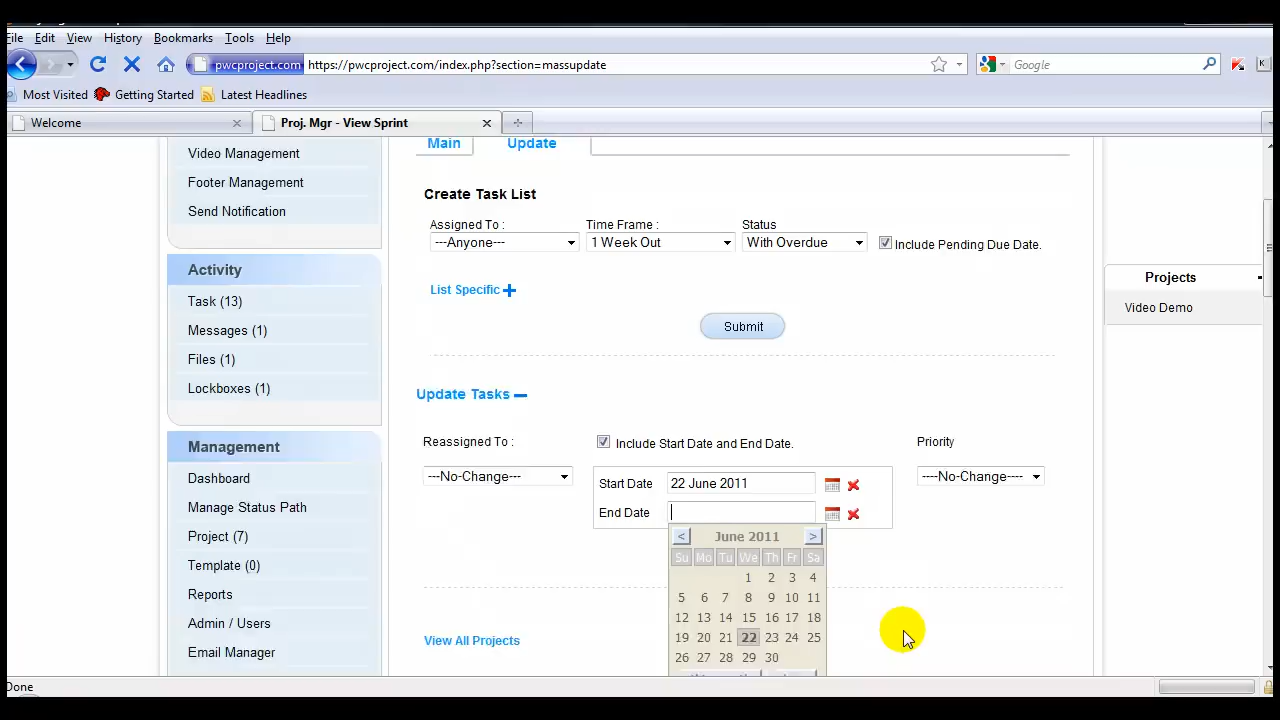 File Edit View History Bookmarks Tools Help
pwcproject.com https://pwcproject.com/index.php?section=massupdate Google
Most Visited Getting Started Latest Headlines
Welcome Proj. Mgr - View Sprint
Video Management
Footer Management
Send Notification
Activity
Task (13)
Messages (1)
Files (1)
Lockboxes (1)
Management
Dashboard
Manage Status Path
Project (7)
Template (0)
Reports
Admin / Users
Email Manager
Main Update
Create Task List
Assigned To : Time Frame : Status
---Anyone--- 1 Week Out With Overdue Include Pending Due Date.
List Specific
Submit
Update Tasks
Reassigned To : Include Start Date and End Date. Priority
---No-Change--- Start Date 22 June 2011 ----No-Change----
End Date
< June 2011 >
Su Mo Tu We Th Fr Sa
1 2 3 4
5 6 7 8 9 10 11
12 13 14 15 16 17 18
19 20 21 22 23 24 25
26 27 28 29 30
View All Projects
Projects
Video Demo
Done